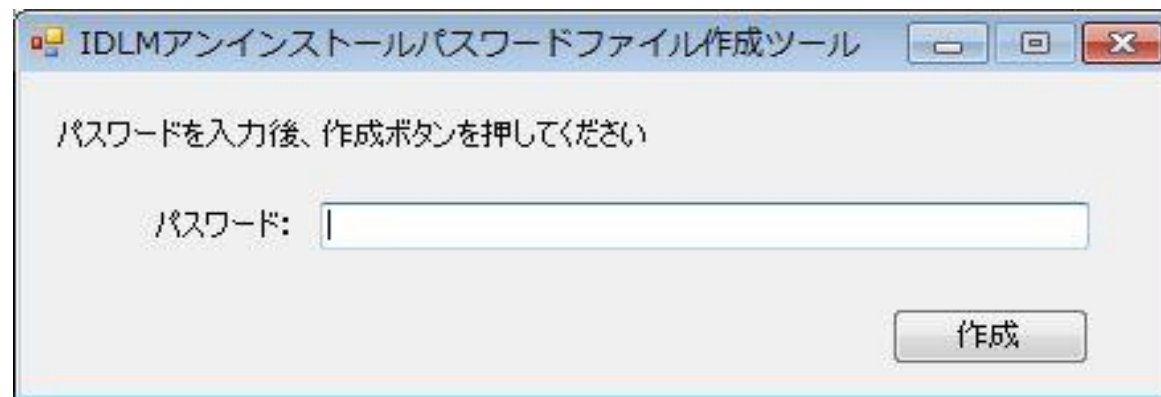 IDLMアンインストールパスワードファイル作成ツール
パスワードを入力後、作成ボタンを押してください
パスワード:
作成